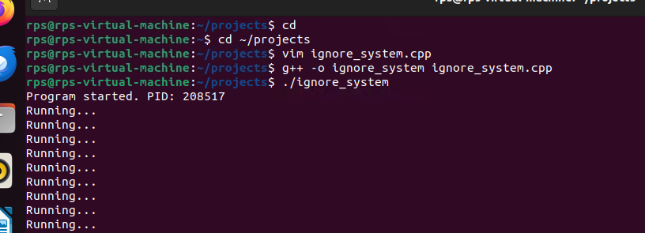 rps@rps-virtual-machine:~/projects$ cd
rps@rps-virtual-machine:~$ cd ~/projects
rps@rps-virtual-machine:~/projects$ vim ignore_system.cpp
rps@rps-virtual-machine:~/projects$ g++ -o ignore_system ignore_system.cpp
rps@rps-virtual-machine:~/projects$ ./ignore_system
Program started. PID: 208517
Running...
Running...
Running...
Running...
Running...
Running...
Running...
Running...
Running...